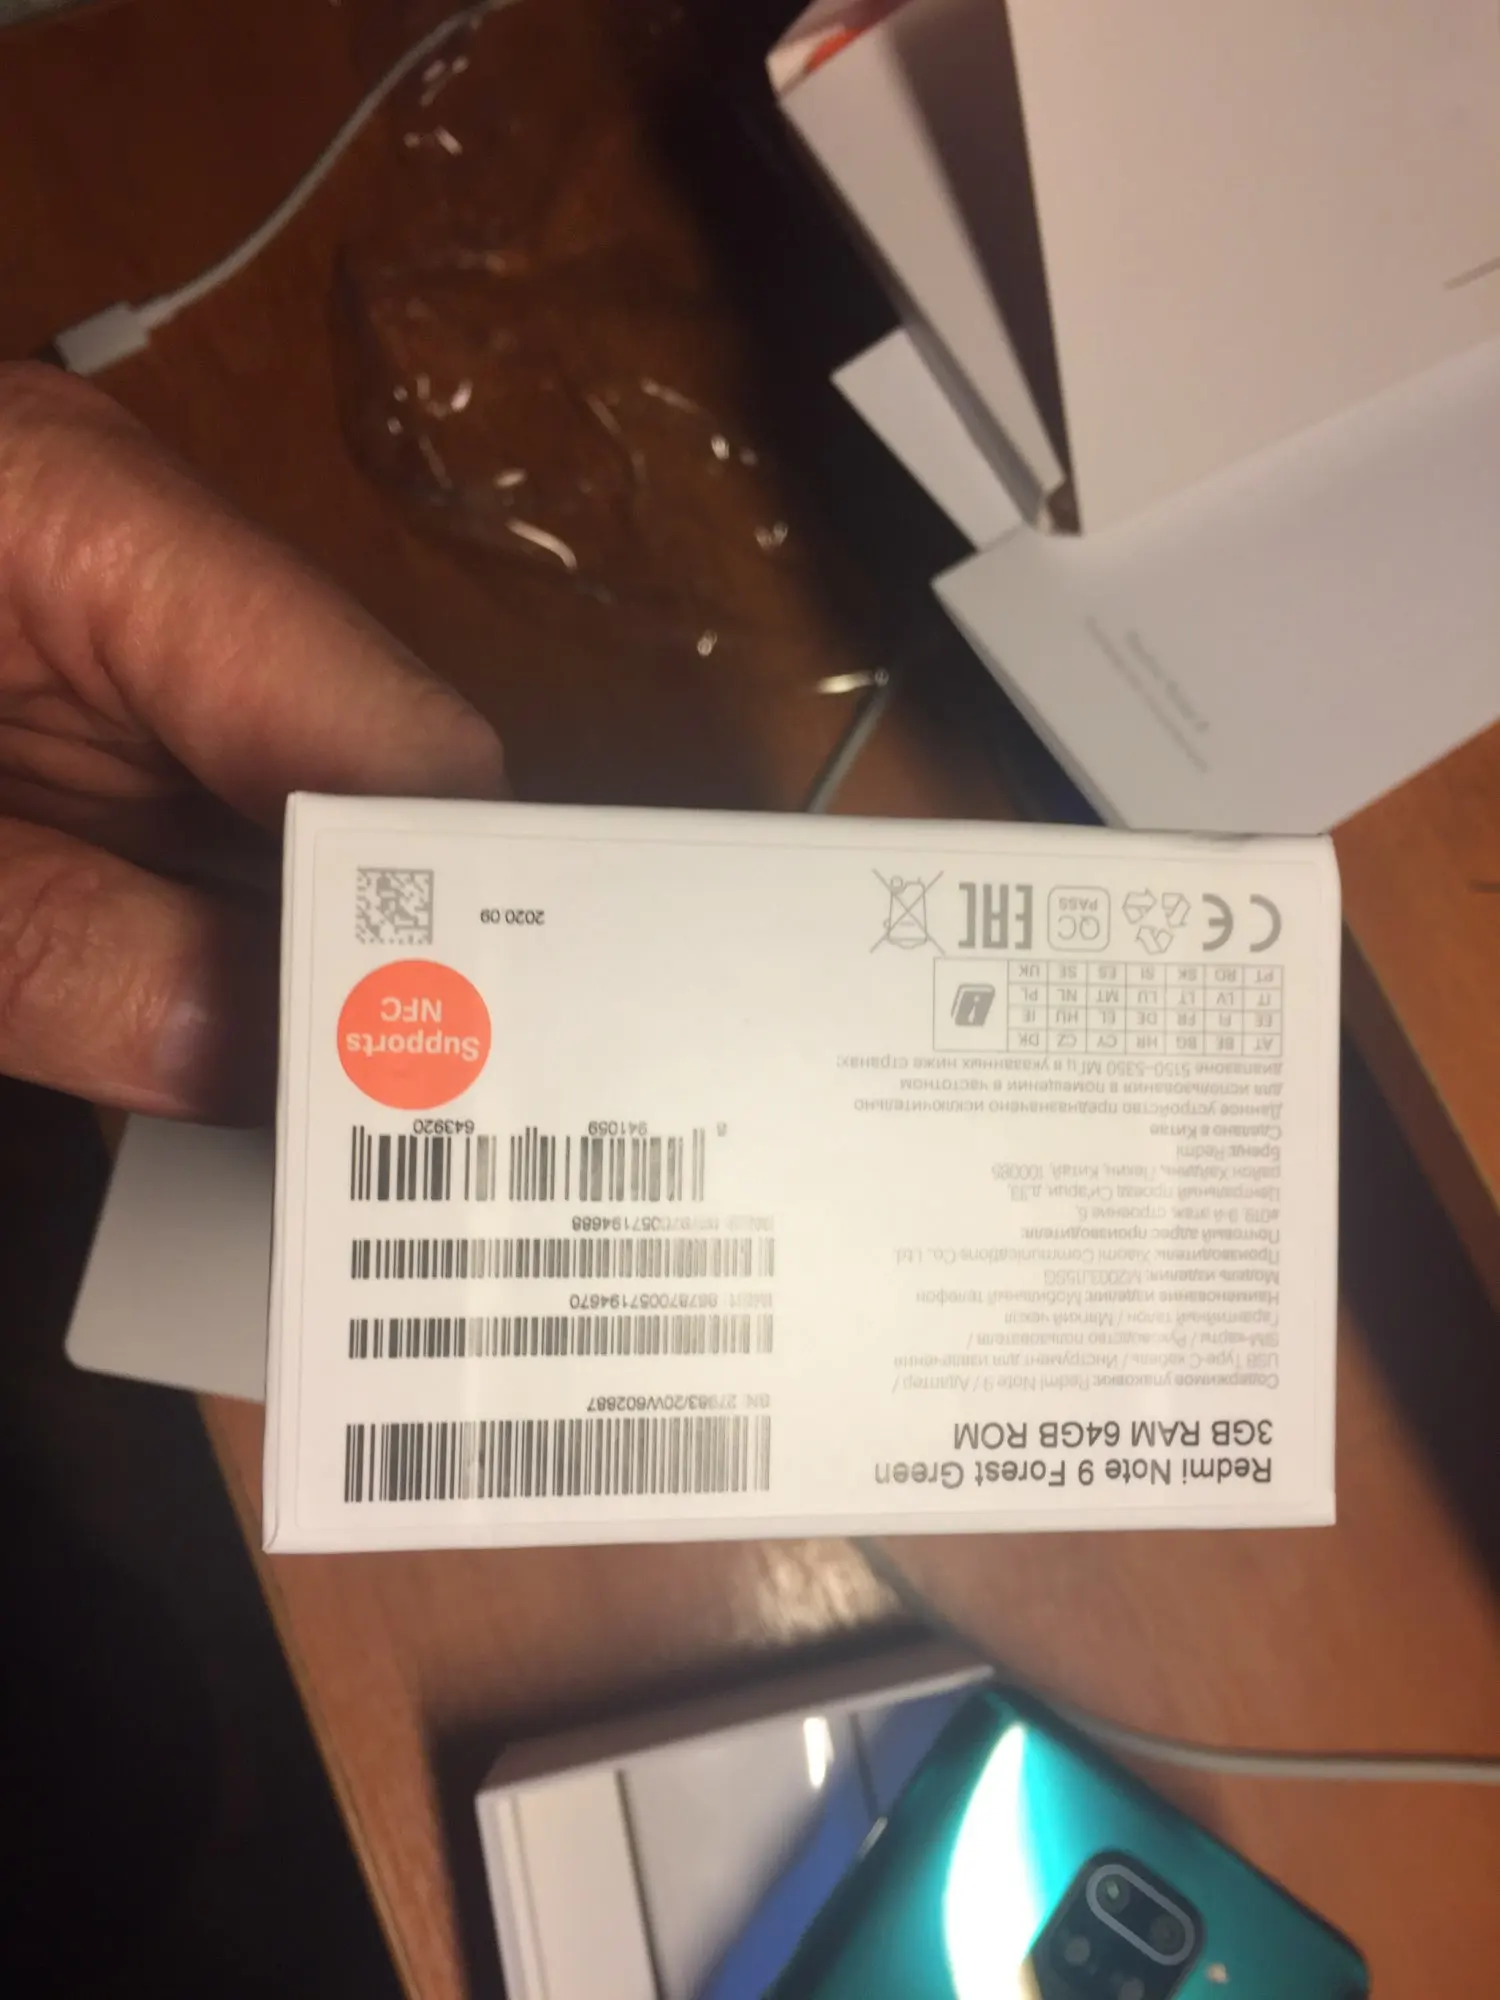 Redmi Note 9 Forest Green
3GB RAM 64GB ROM
Содержимое упаковки: Redmi Note 9 / Адаптер /
USB Type-C кабель / Инструмент для извлечения
SIM-карты / Руководство пользователя /
Гарантийный талон / Мягкий чехол
Наименование изделия: Мобильный телефон
Модель изделия: M2003J15SG
Производитель: Xiaomi Communications Co., Ltd.
Почтовый адрес производителя:
#019, 9-й этаж, строение 6,
Центральный проезд Си'эрци, д.33,
район Хайдянь, Пекин, Китай, 100085
Бренд: Redmi
Сделано в Китае
Данное устройство предназначено исключительно
для использования в помещении в частотном
диапазоне 5150-5350 МГц в указанных ниже странах:
AT BE BG HR CY CZ DK
EE FI FR DE EL HU IE
IT LV LT LU MT NL PL
PT RO SK SI ES SE UK
CE
QC
PASS
EAC
SN: 27983/20W602887
IMEI1: 867870057194670
6 941059 643920
Supports
NFC
2020.09